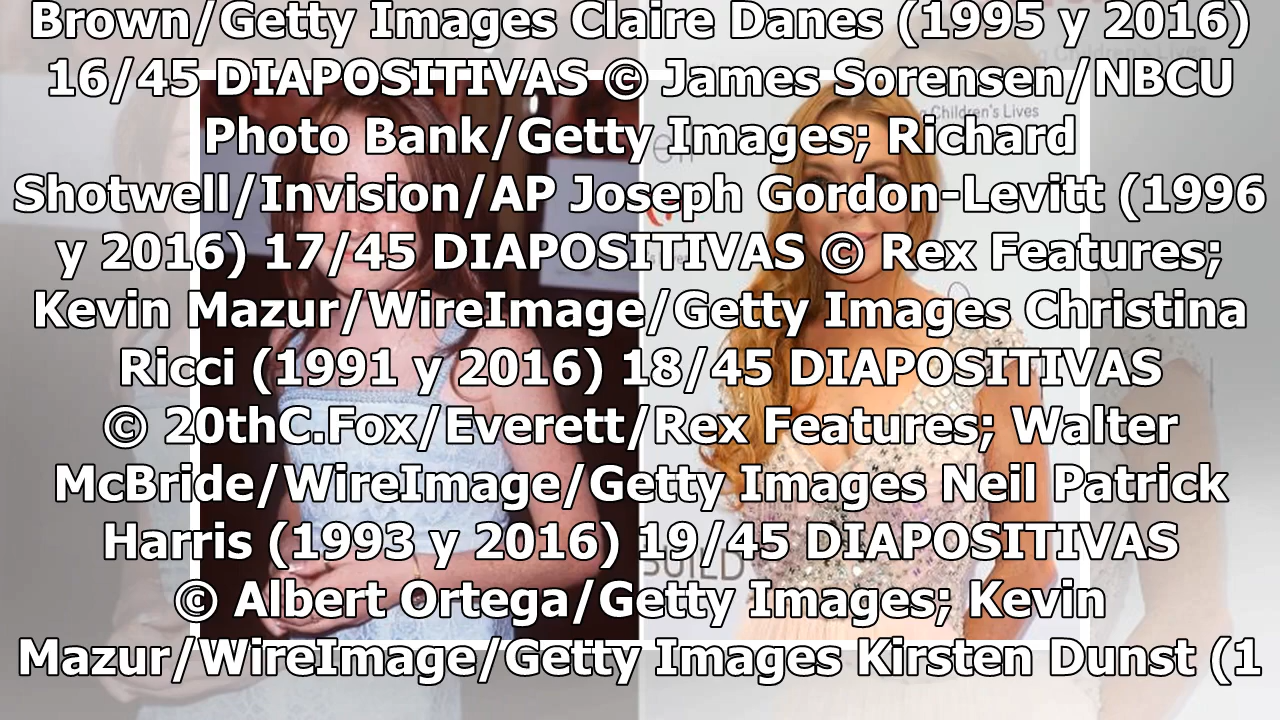 Brown/Getty Images Claire Danes (1995 y 2016)
16/45 DIAPOSITIVAS © James Sorensen/NBCU
Photo Bank/Getty Images; Richard
Shotwell/Invision/AP Joseph Gordon-Levitt (1996
y 2016) 17/45 DIAPOSITIVAS © Rex Features;
Kevin Mazur/WireImage/Getty Images Christina
Ricci (1991 y 2016) 18/45 DIAPOSITIVAS
© 20thC.Fox/Everett/Rex Features; Walter
McBride/WireImage/Getty Images Neil Patrick
Harris (1993 y 2016) 19/45 DIAPOSITIVAS
© Albert Ortega/Getty Images; Kevin
Mazur/WireImage/Getty Images Kirsten Dunst (1
Children's Lives
BUILD